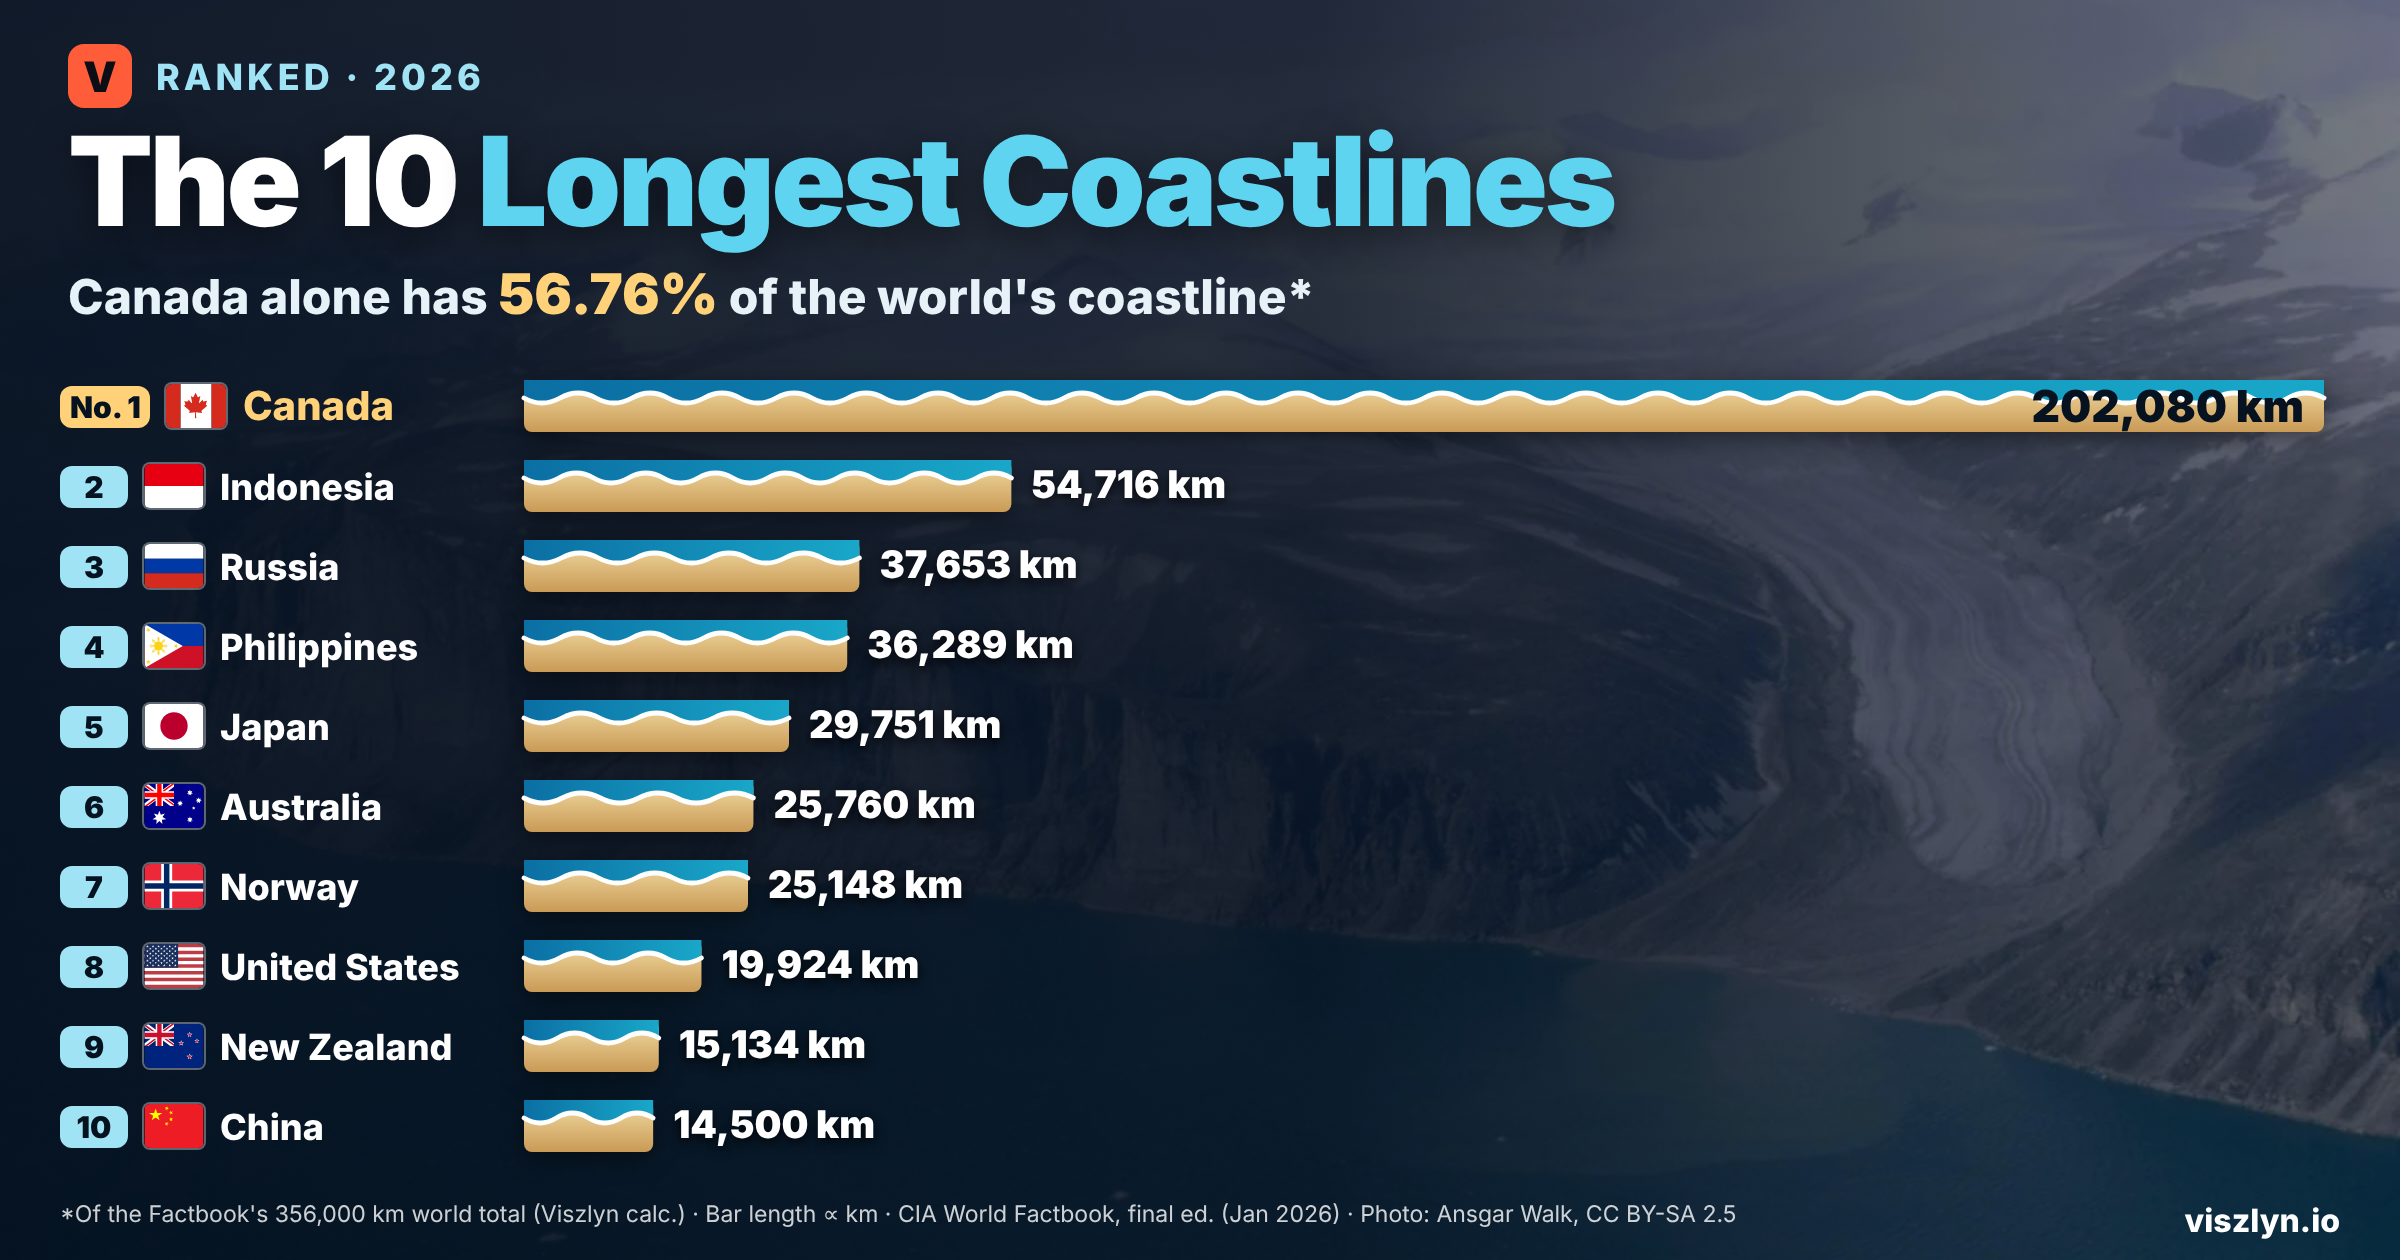 V RANKED · 2026
The 10 Longest Coastlines
Canada alone has 56.76% of the world's coastline*
No. 1 Canada 202,080 km
2 Indonesia 54,716 km
3 Russia 37,653 km
4 Philippines 36,289 km
5 Japan 29,751 km
6 Australia 25,760 km
7 Norway 25,148 km
8 United States 19,924 km
9 New Zealand 15,134 km
10 China 14,500 km
*Of the Factbook's 356,000 km world total (Viszlyn calc.) · Bar length ∝ km · CIA World Factbook, final ed. (Jan 2026) · Photo: Ansgar Walk, CC BY-SA 2.5
viszlyn.io